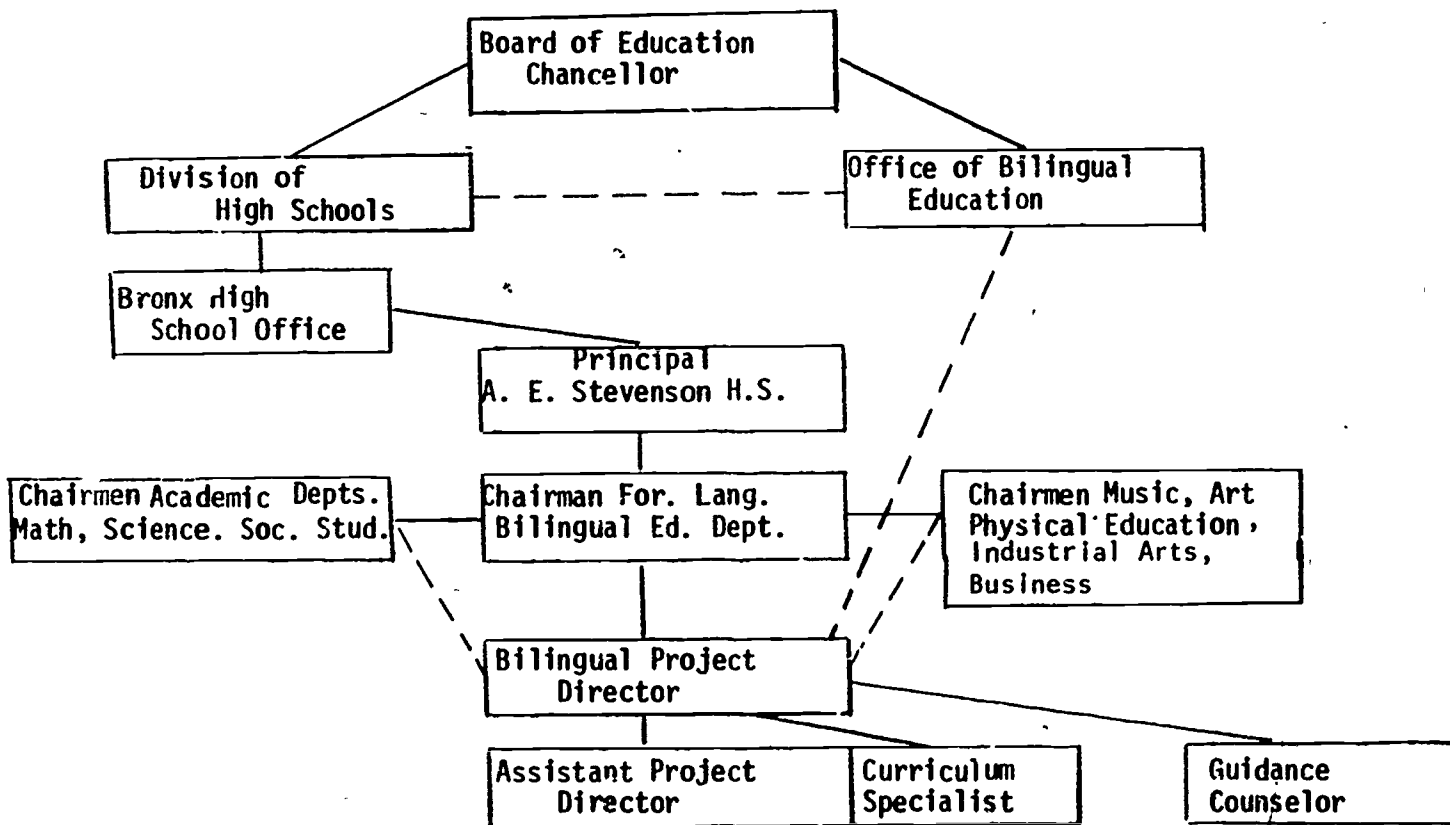 Board of Education
Chancellor
Division of
High Schools
Office of Bilingual
Education
Bronx High
School Office
Principal
A. E. Stevenson H.S.
Chairmen Academic Depts.
Math, Science. Soc. Stud.
Chairman For. Lang.
Bilingual Ed. Dept.
Chairmen Music, Art
Physical Education,
Industrial Arts,
Business
Bilingual Project
Director
Assistant Project
Director
Curriculum
Specialist
Guidance
Counselor